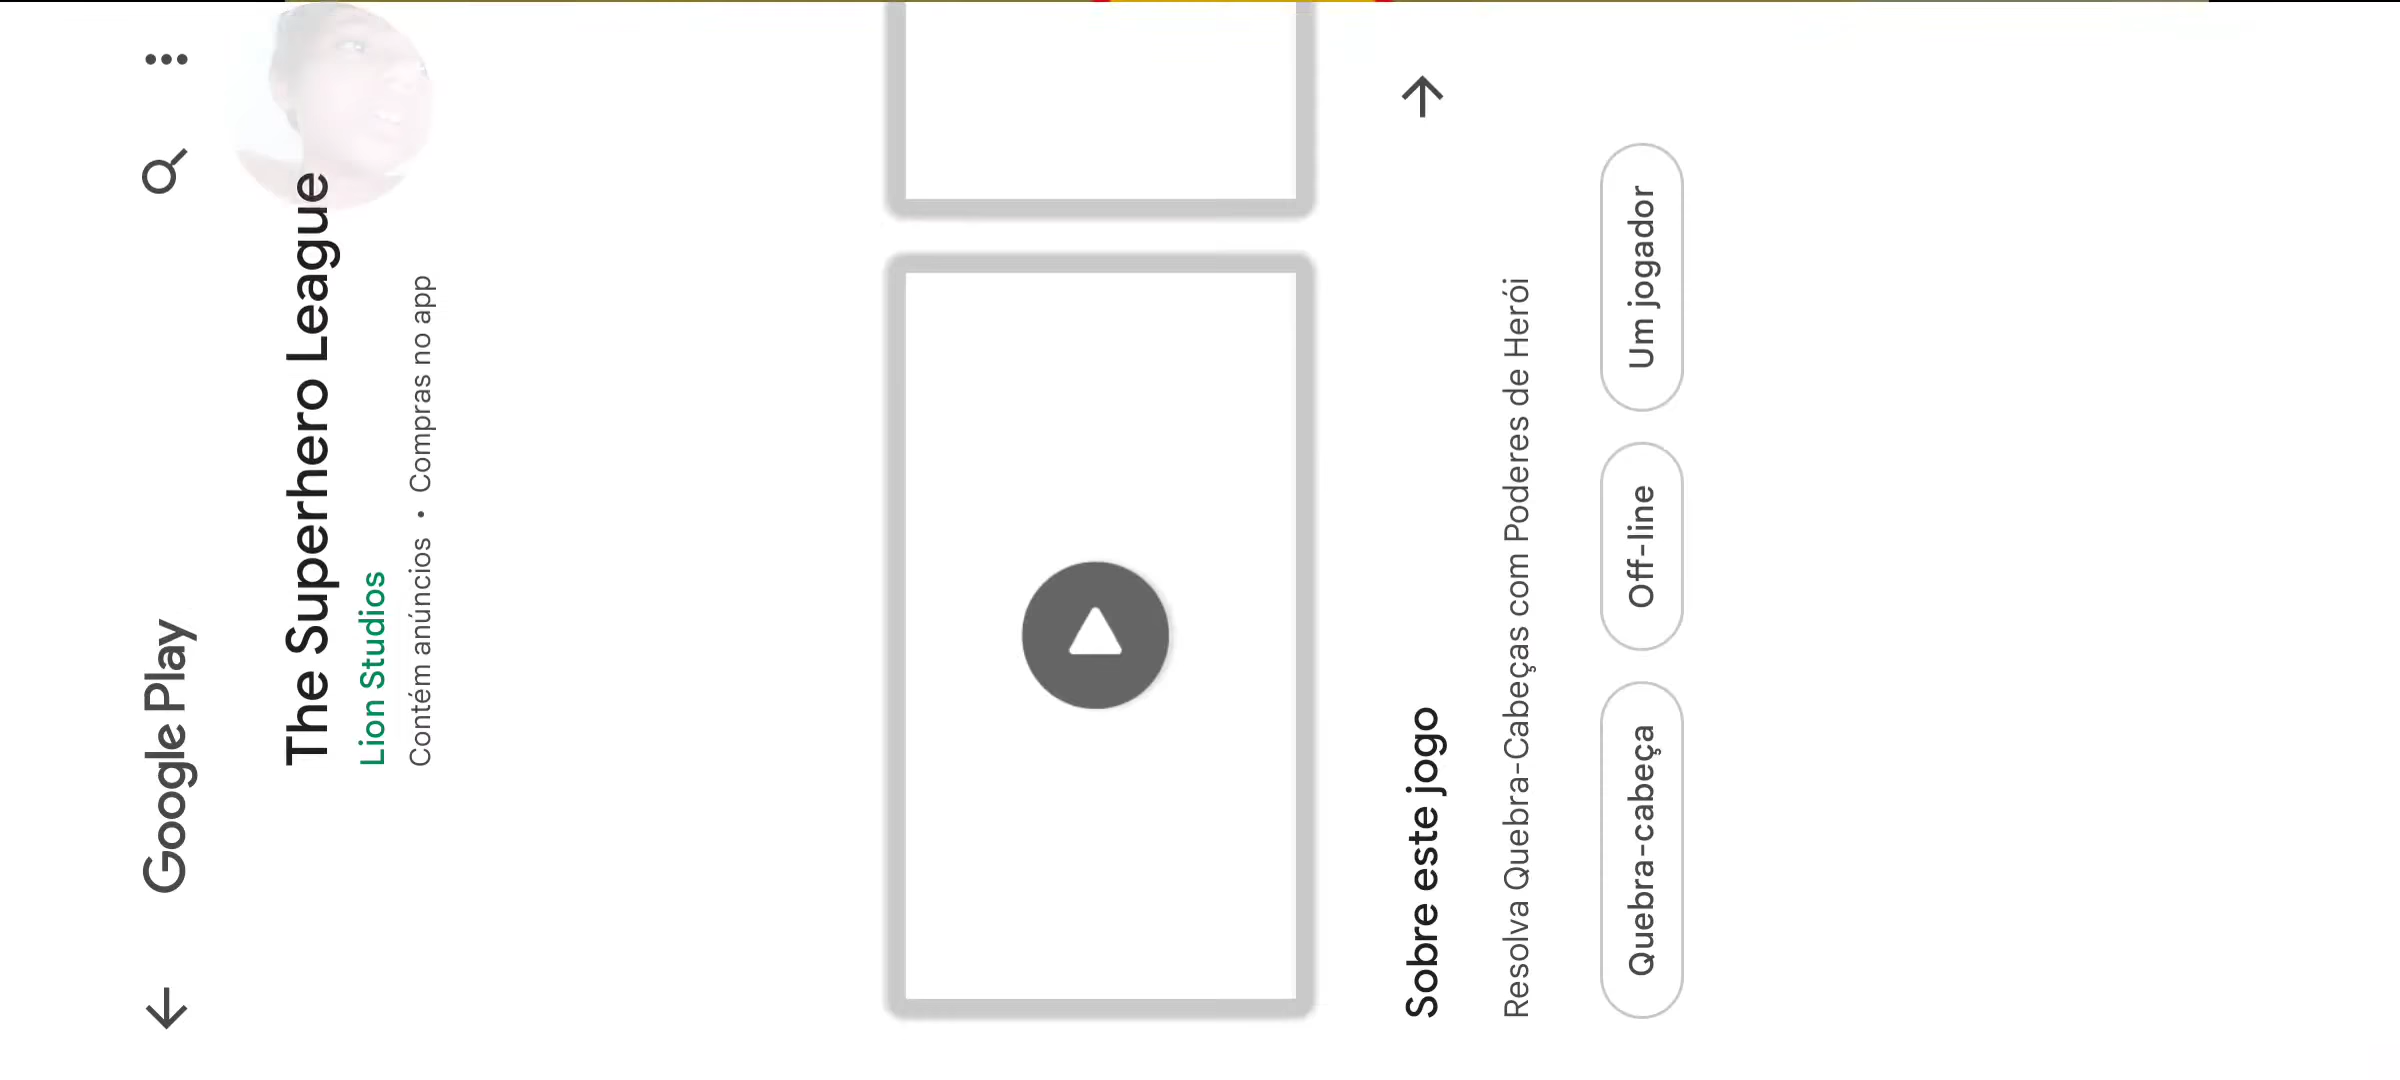 Google Play
The Superhero League
Lion Studios
Contém anúncios • Compras no app
Sobre este jogo
Resolva Quebra-Cabeças com Poderes de Herói
Quebra-cabeça Off-line Um jogador